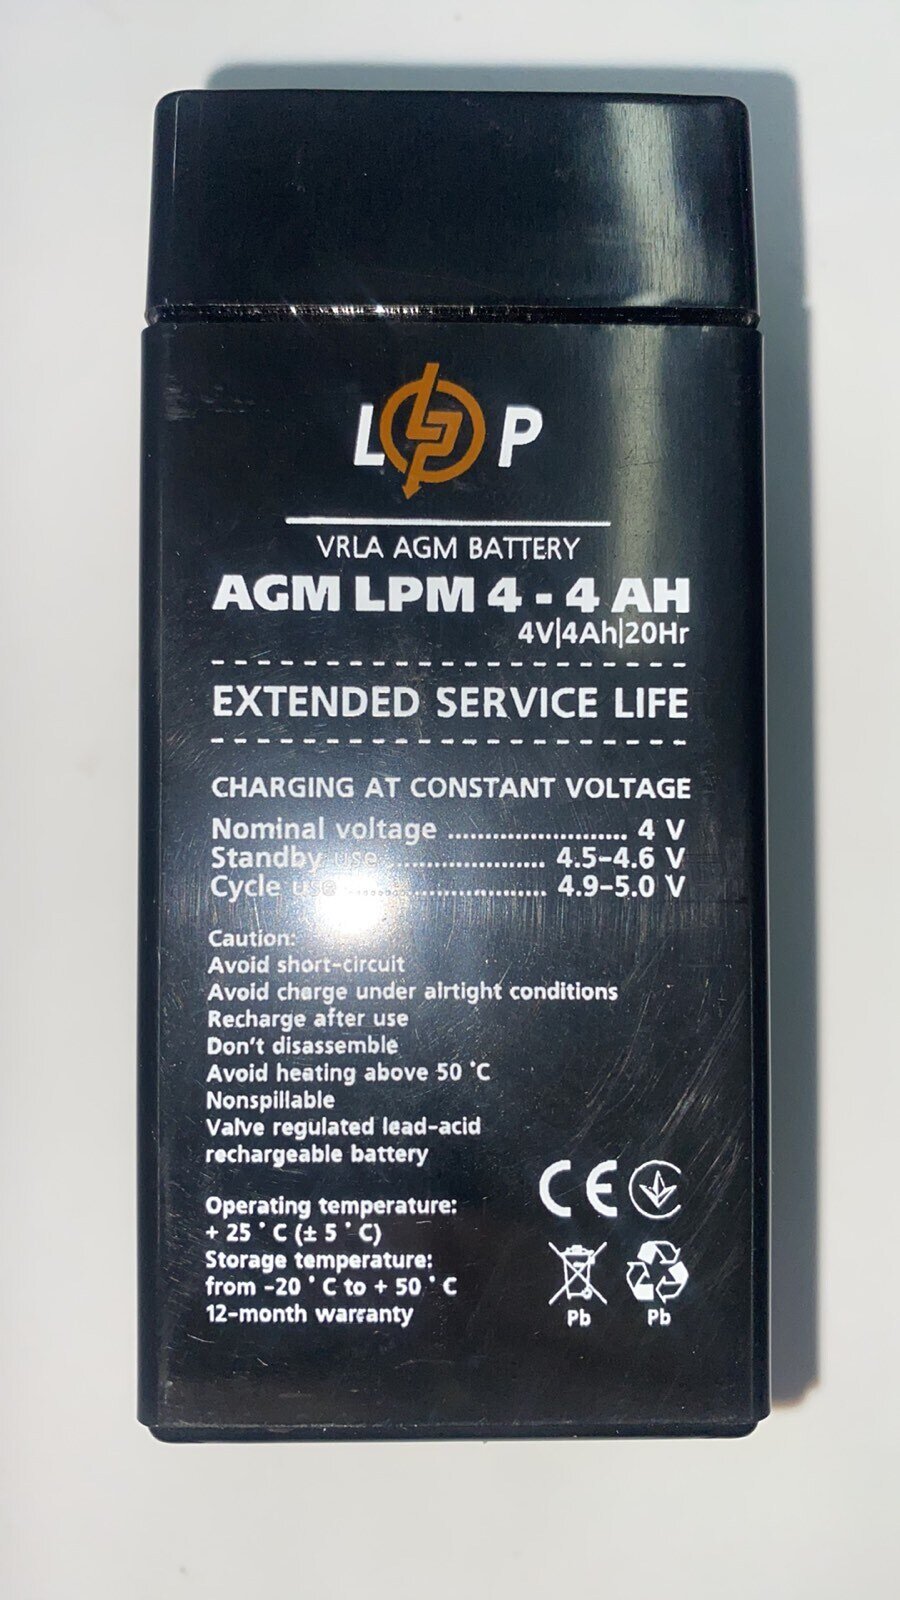 L P
VRLA AGM BATTERY
AGM LPM 4 - 4 AH
4V|4Ah|20Hr
EXTENDED SERVICE LIFE
CHARGING AT CONSTANT VOLTAGE
Nominal voltage ........................ 4 V
Standby use ..................... 4.5-4.6 V
Cycle use ........................... 4.9-5.0 V
Caution:
Avoid short-circuit
Avoid charge under airtight conditions
Recharge after use
Don't disassemble
Avoid heating above 50 °C
Nonspillable
Valve regulated lead-acid
rechargeable battery
Operating temperature:
+ 25 ° C (± 5 ° C)
Storage temperature:
from -20 ° C to + 50 ° C
12-month warranty
CE
Pb Pb